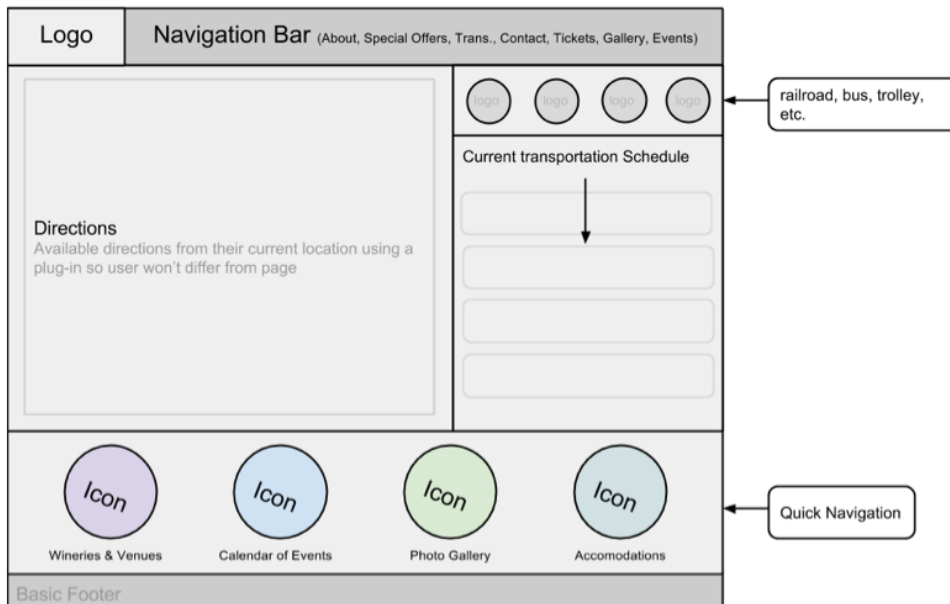 Logo
Navigation Bar (About, Special Offers, Trans., Contact, Tickets, Gallery, Events)
logo logo logo logo
railroad, bus, trolley,
etc.
Current transportation Schedule
Directions
Available directions from their current location using a
plug-in so user won't differ from page
Icon Icon Icon Icon
Wineries & Venues Calendar of Events Photo Gallery Accomodations
Quick Navigation
Basic Footer